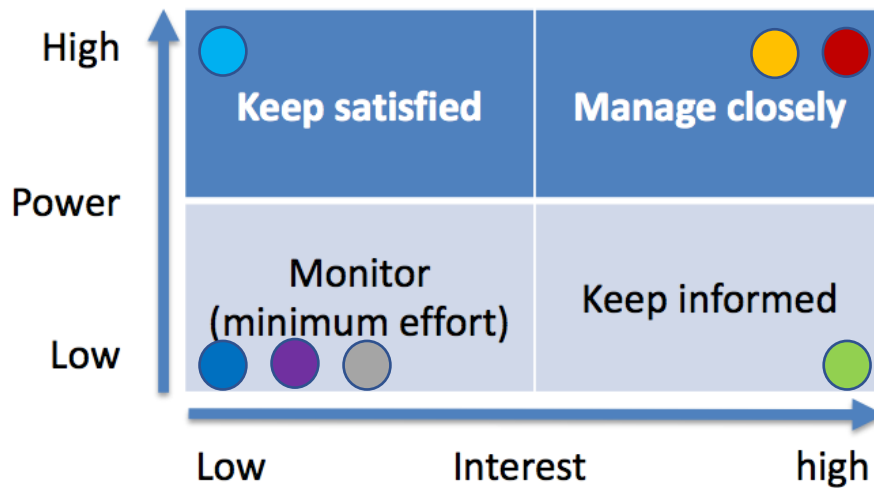 High
Keep satisfied
Manage closely
Power
Monitor
(minimum effort)
Keep informed
Low
Low
Interest
high